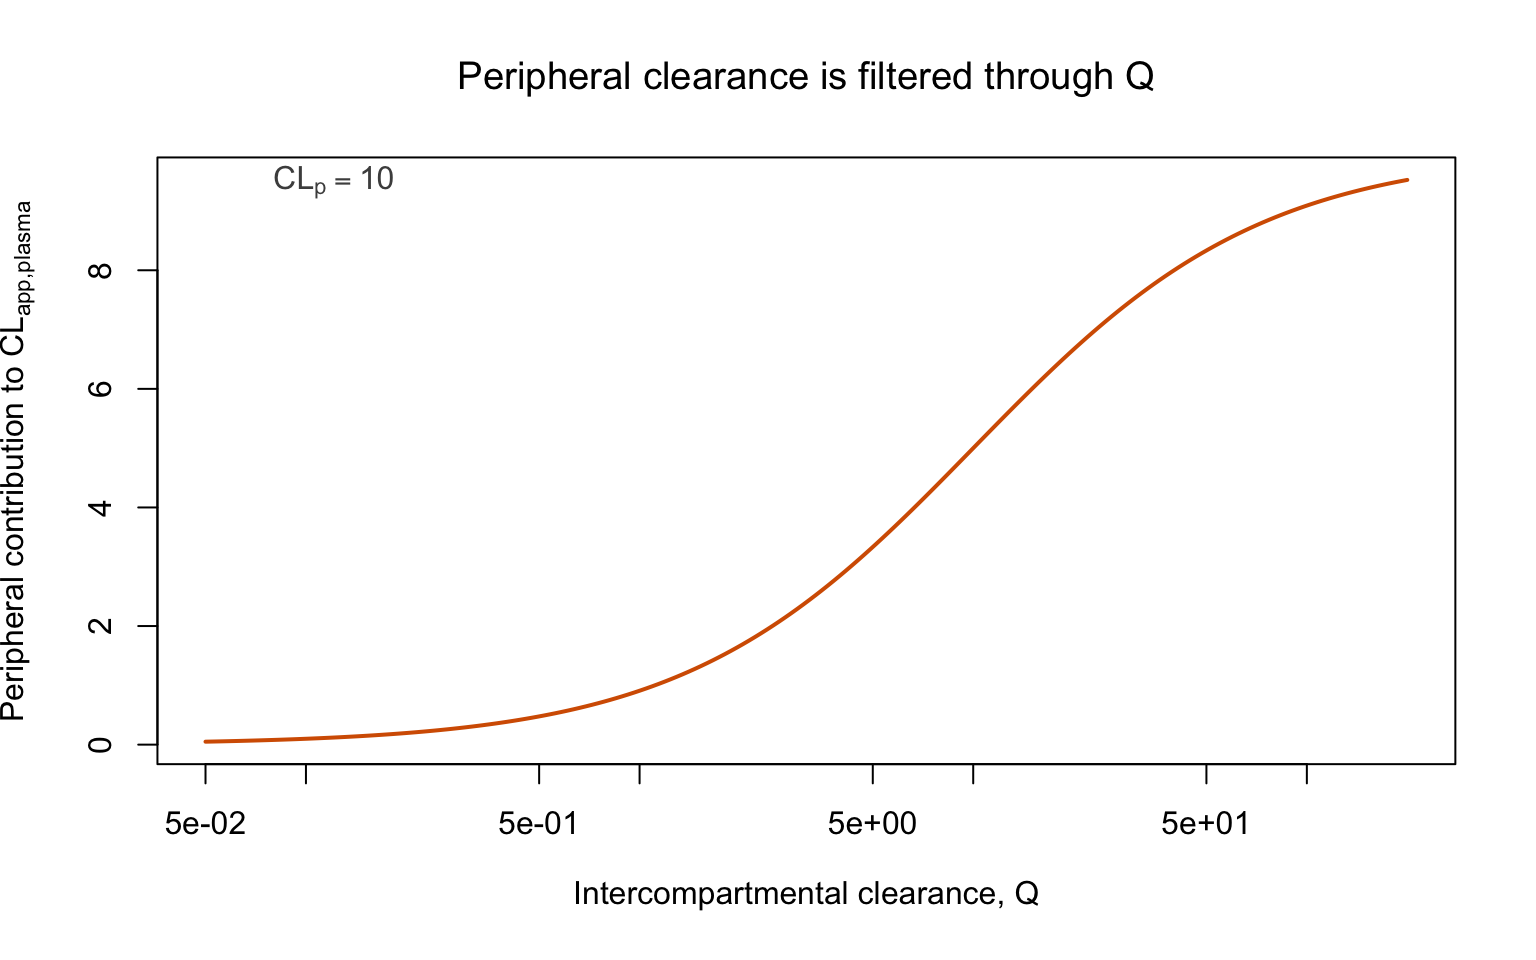 Peripheral clearance is filtered through Q
CLp = 10
Peripheral contribution to CLapp,plasma
8
6
4
2
0
5e-02 5e-01 5e+00 5e+01
Intercompartmental clearance, Q